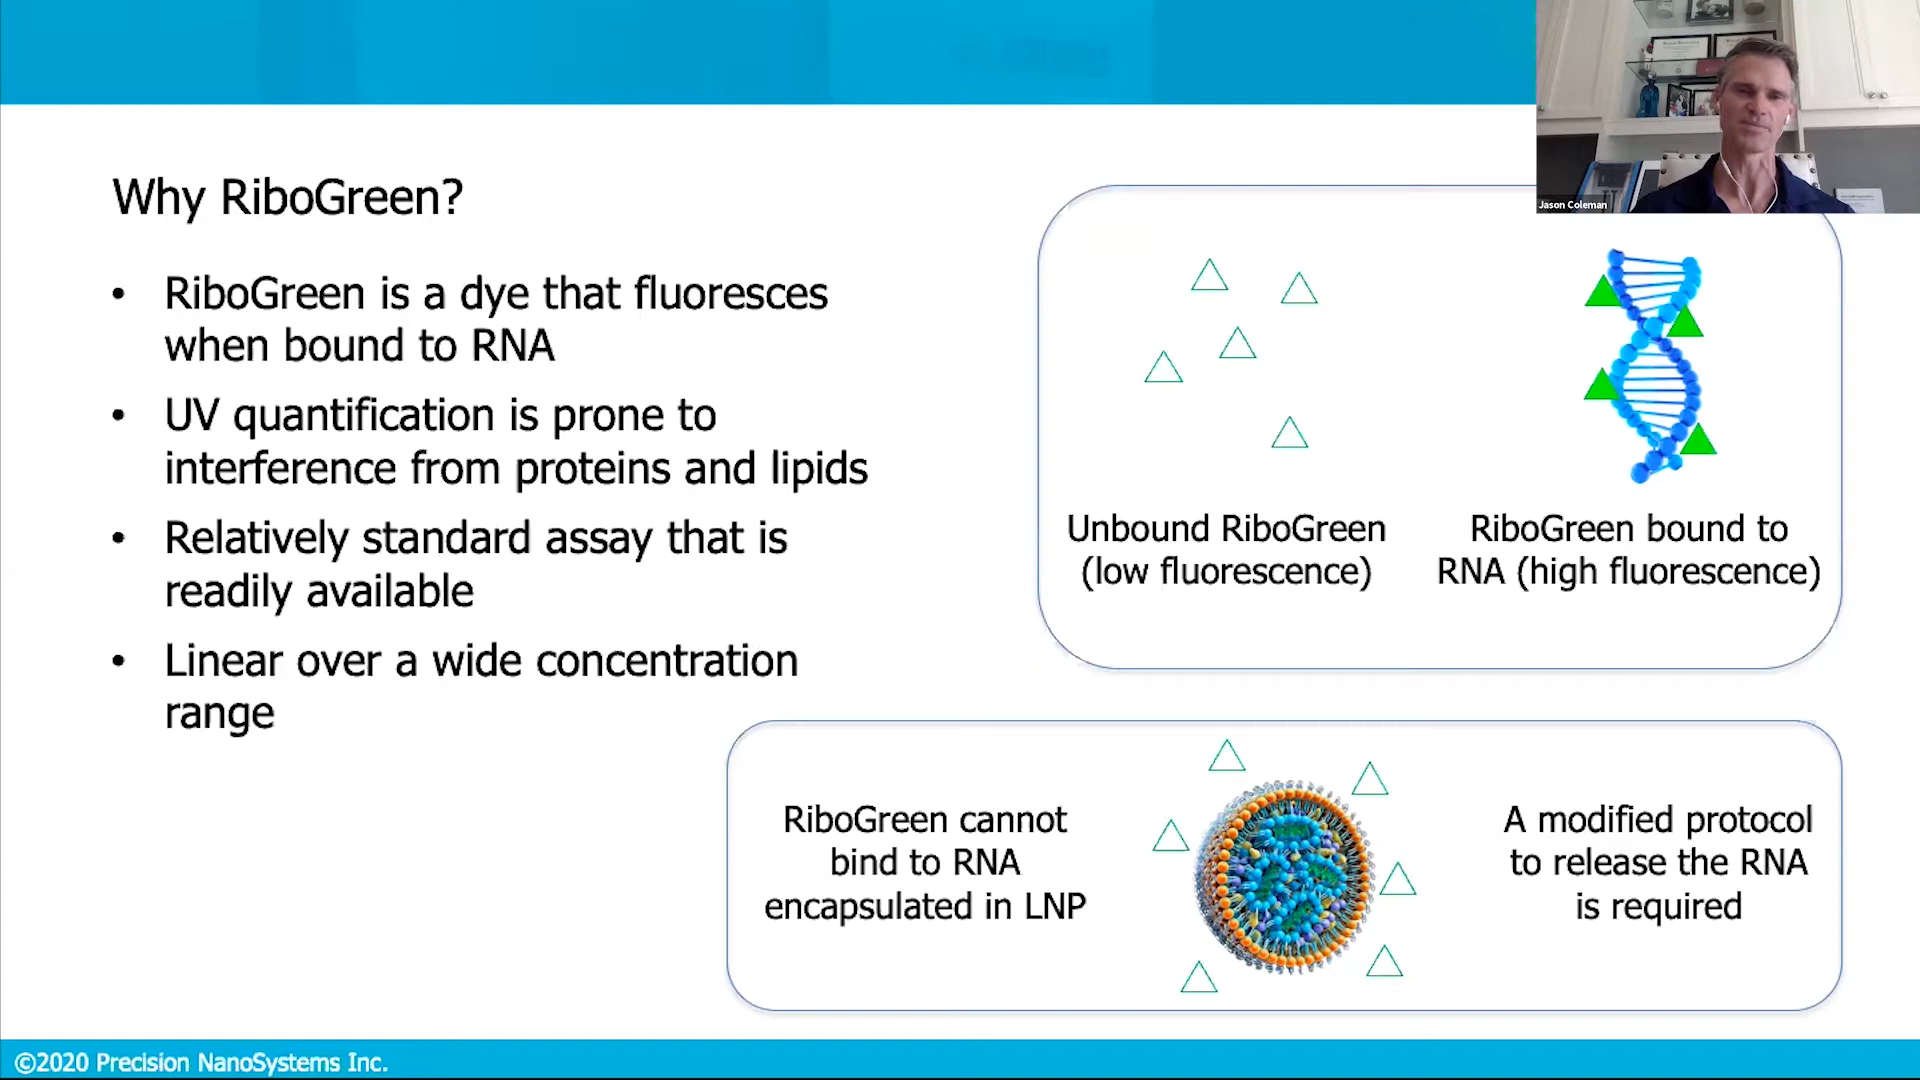 Jason Coleman
Why RiboGreen?
• RiboGreen is a dye that fluoresces
when bound to RNA
• UV quantification is prone to
interference from proteins and lipids
• Relatively standard assay that is
readily available
• Linear over a wide concentration
range
Unbound RiboGreen
(low fluorescence)
RiboGreen bound to
RNA (high fluorescence)
RiboGreen cannot
bind to RNA
encapsulated in LNP
A modified protocol
to release the RNA
is required
©2020 Precision NanoSystems Inc.